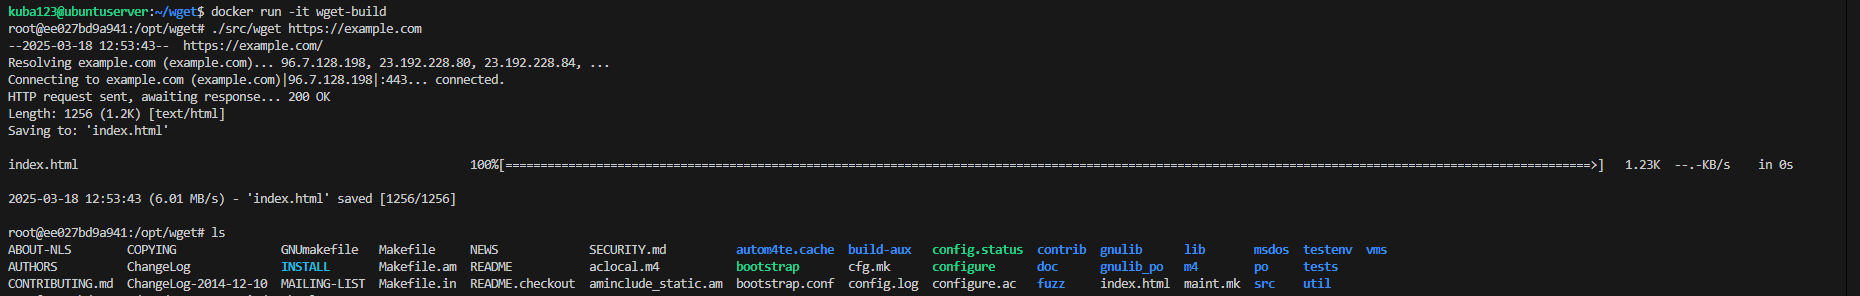 kuba123@ubuntuserver:~/wget$ docker run -it wget-build
root@ee027bd9a941:/opt/wget# ./src/wget https://example.com
--2025-03-18 12:53:43--  https://example.com/
Resolving example.com (example.com)... 96.7.128.198, 23.192.228.80, 23.192.228.84, ...
Connecting to example.com (example.com)|96.7.128.198|:443... connected.
HTTP request sent, awaiting response... 200 OK
Length: 1256 (1.2K) [text/html]
Saving to: 'index.html'
index.html 100%[===========================================================================================================================================================>] 1.23K --.-KB/s in 0s
2025-03-18 12:53:43 (6.01 MB/s) - 'index.html' saved [1256/1256]
root@ee027bd9a941:/opt/wget# ls
ABOUT-NLS COPYING GNUmakefile Makefile NEWS SECURITY.md autom4te.cache build-aux config.status contrib gnulib lib msdos testenv vms
AUTHORS ChangeLog INSTALL Makefile.am README aclocal.m4 bootstrap cfg.mk configure doc gnulib_po m4 po tests
CONTRIBUTING.md ChangeLog-2014-12-10 MAILING-LIST Makefile.in README.checkout aminclude_static.am bootstrap.conf config.log configure.ac fuzz index.html maint.mk src util